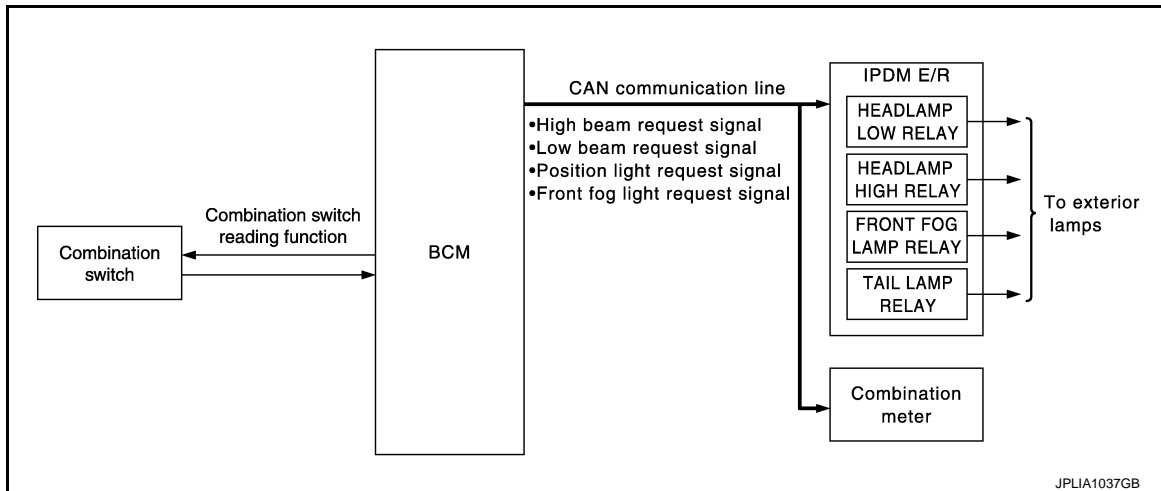 Combination
switch
Combination switch
reading function
BCM
CAN communication line
•High beam request signal
•Low beam request signal
•Position light request signal
•Front fog light request signal
IPDM E/R
HEADLAMP
LOW RELAY
HEADLAMP
HIGH RELAY
FRONT FOG
LAMP RELAY
TAIL LAMP
RELAY
To exterior
lamps
Combination
meter
JPLIA1037GB